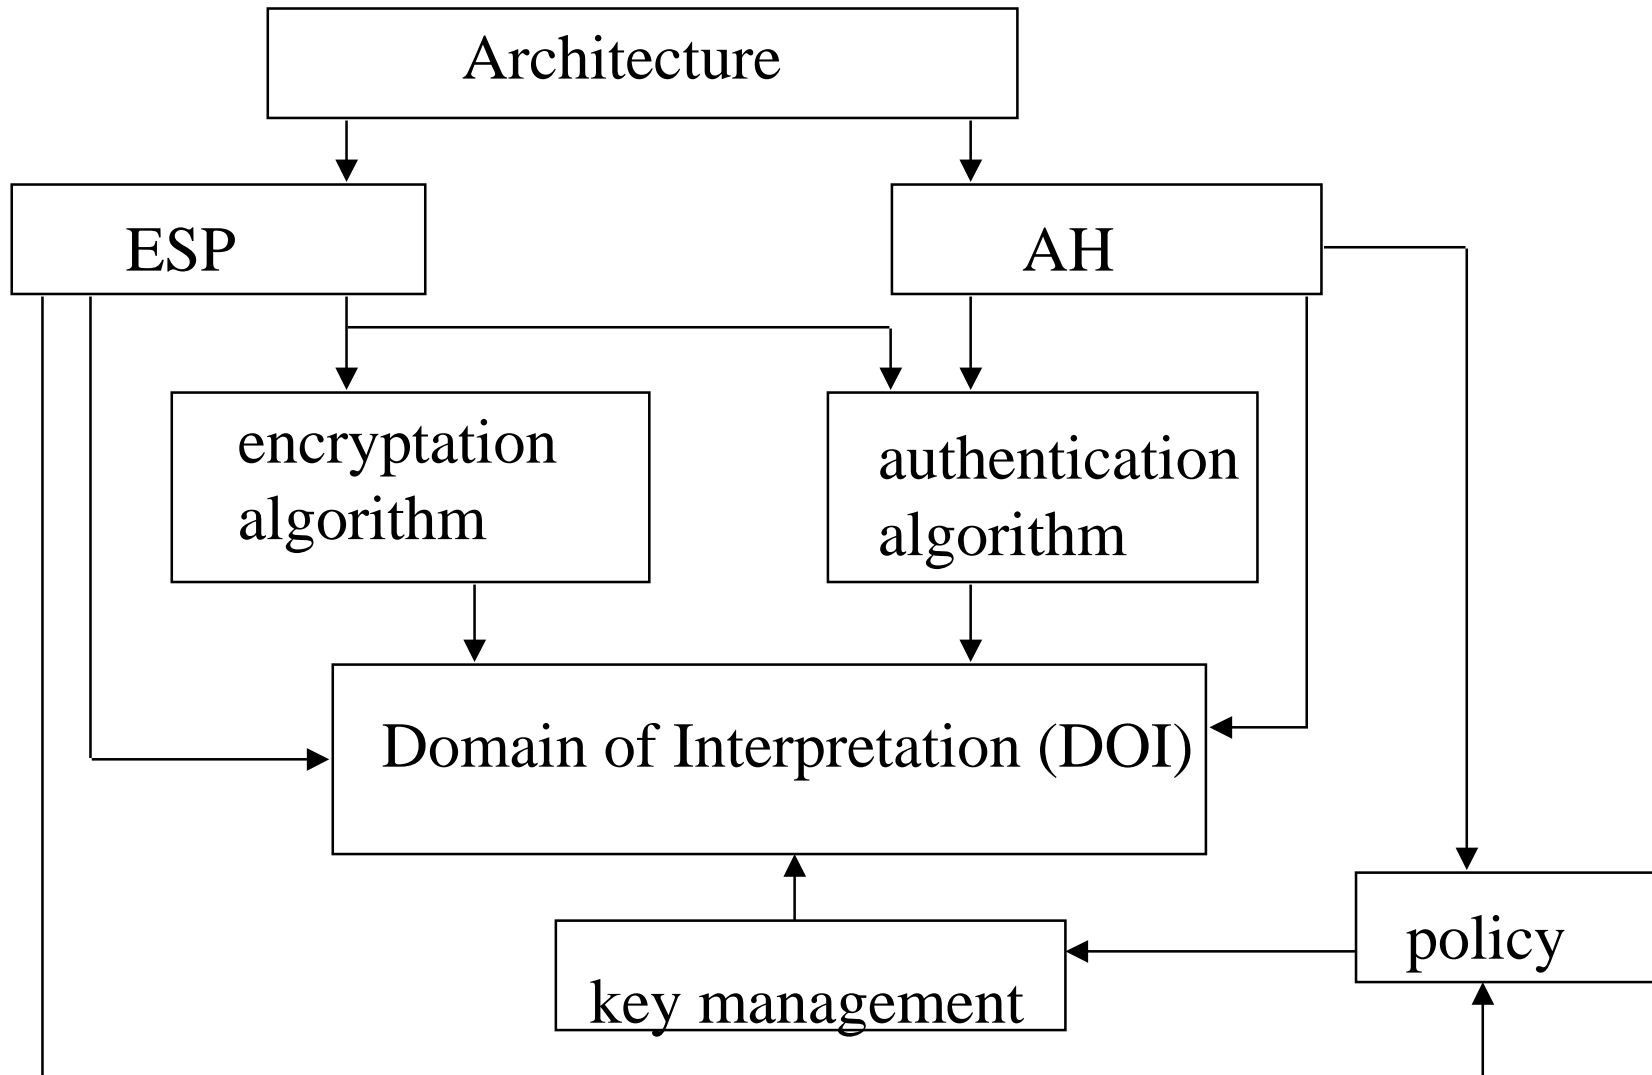 Architecture
ESP
AH
encryptation
algorithm
authentication
algorithm
Domain of Interpretation (DOI)
policy
key management